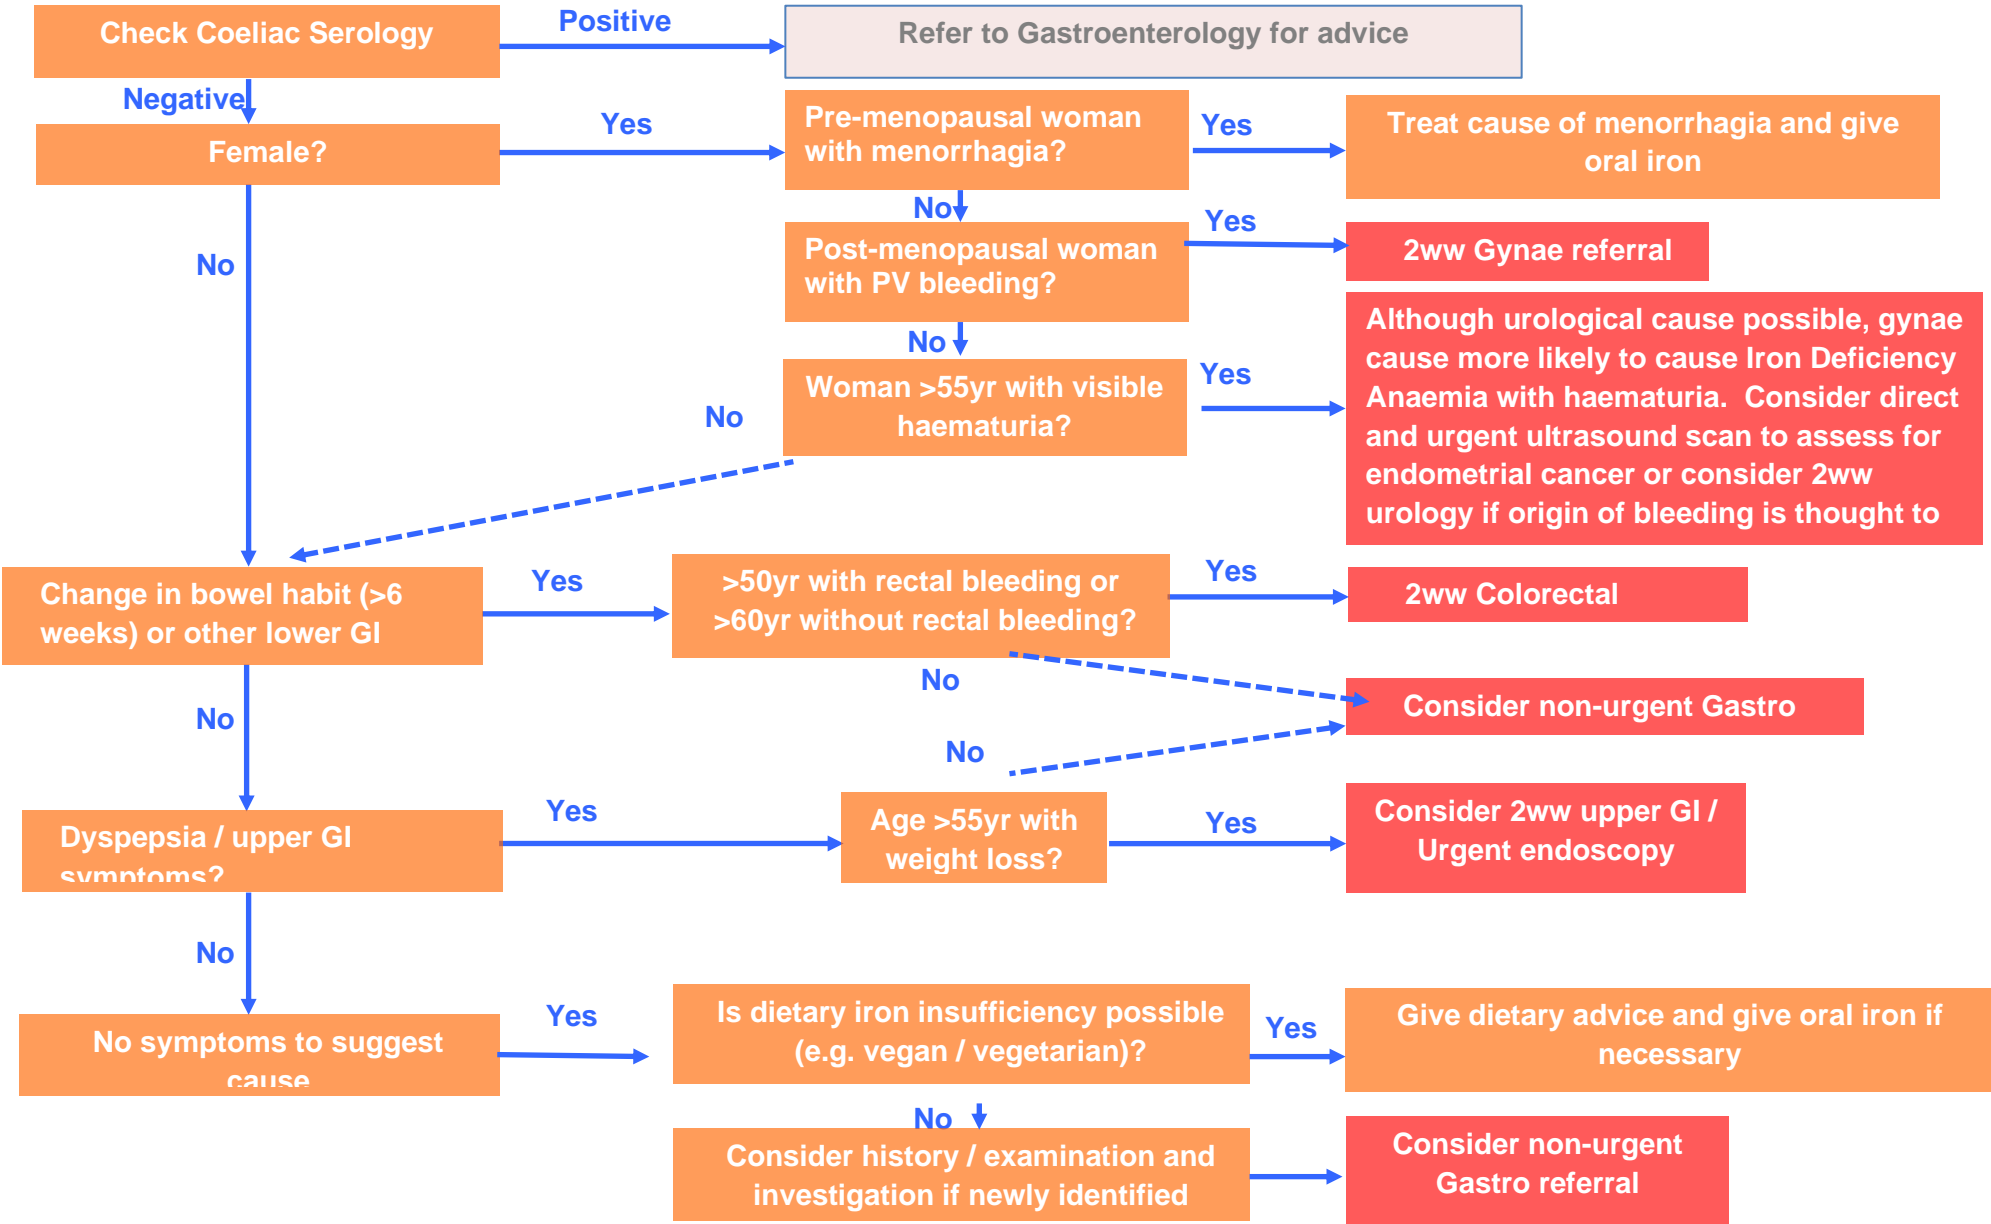 Check Coeliac Serology
Positive
Refer to Gastroenterology for advice
Negative
Female?
Yes
Pre-menopausal woman
with menorrhagia?
Yes
Treat cause of menorrhagia and give
oral iron
No
No
Post-menopausal woman
with PV bleeding?
Yes
2ww Gynae referral
No
Woman >55yr with visible
haematuria?
Yes
Although urological cause possible, gynae
cause more likely to cause Iron Deficiency
Anaemia with haematuria.  Consider direct
and urgent ultrasound scan to assess for
endometrial cancer or consider 2ww
urology if origin of bleeding is thought to
No
Change in bowel habit (>6
weeks) or other lower GI
Yes
>50yr with rectal bleeding or
>60yr without rectal bleeding?
Yes
2ww Colorectal
No
Consider non-urgent Gastro
No
No
Dyspepsia / upper GI
symptoms?
Yes
Age >55yr with
weight loss?
Yes
Consider 2ww upper GI /
Urgent endoscopy
No
No symptoms to suggest
cause
Yes
Is dietary iron insufficiency possible
(e.g. vegan / vegetarian)?
Yes
Give dietary advice and give oral iron if
necessary
No
Consider history / examination and
investigation if newly identified
Consider non-urgent
Gastro referral